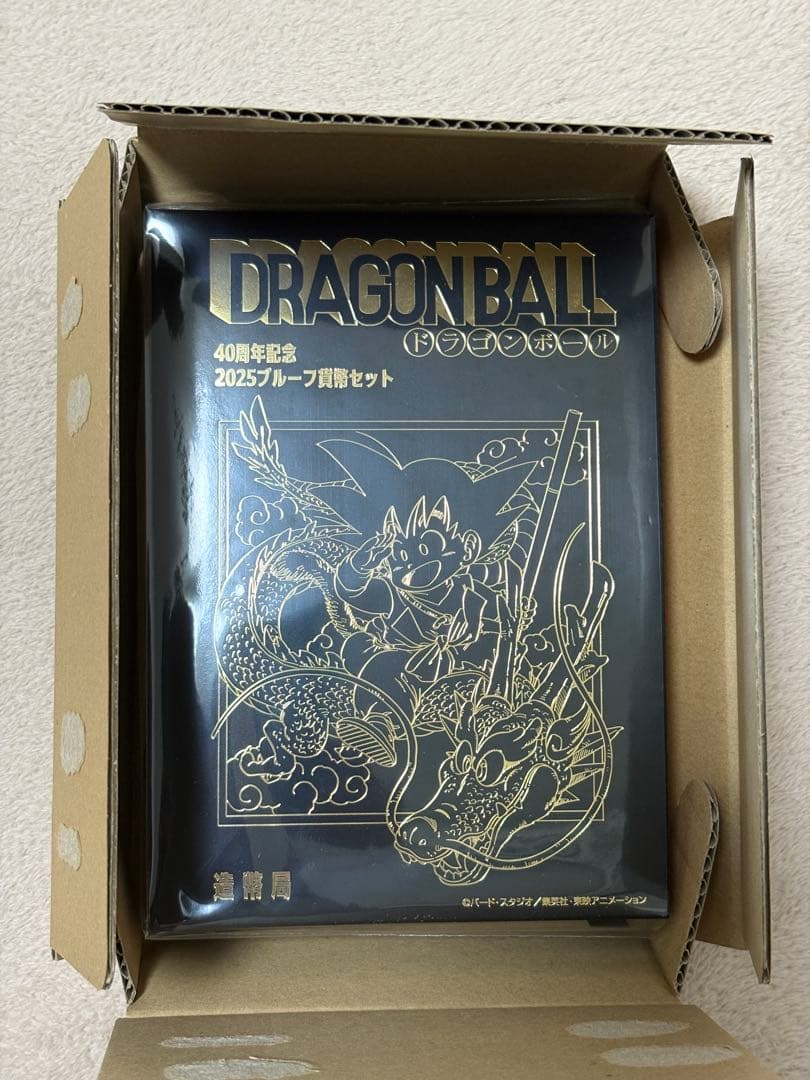 DRAGON BALL
ドラゴンボール
40周年記念
2025プルーフ貨幣セット
造幣局
©バード・スタジオ/集英社・東映アニメーション